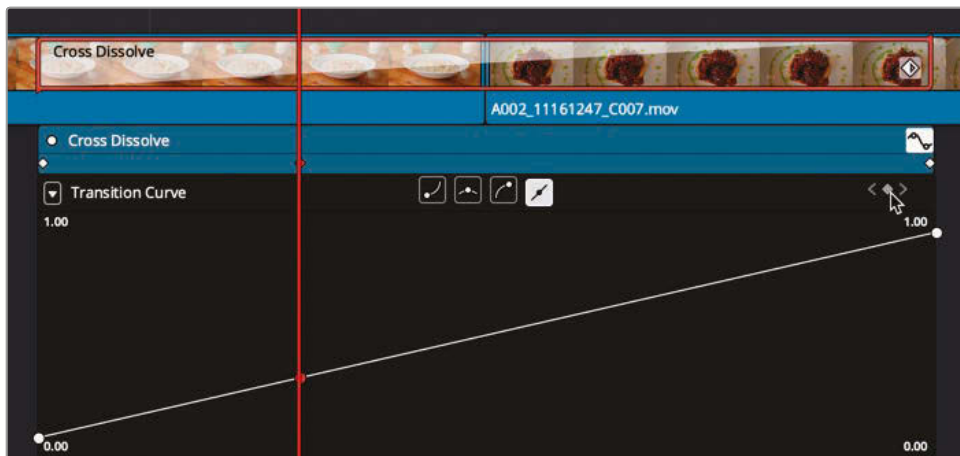 Cross Dissolve
A002_11161247_C007.mov
Cross Dissolve
Transition Curve
1.00
1.00
0.00
0.00